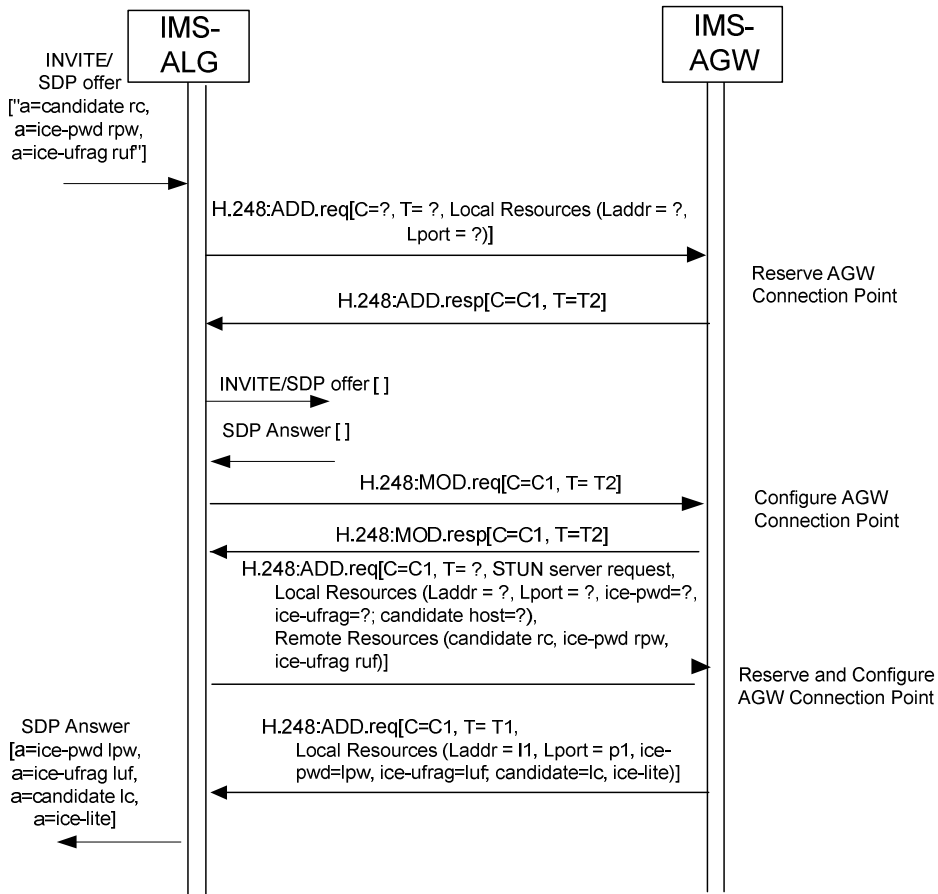 IMS-
ALG
IMS-
AGW
INVITE/
SDP offer
["a=candidate rc,
a=ice-pwd rpw,
a=ice-ufrag ruf"]
H.248:ADD.req[C=?, T= ?, Local Resources (Laddr = ?,
Lport = ?)]
Reserve AGW
Connection Point
H.248:ADD.resp[C=C1, T=T2]
INVITE/SDP offer [ ]
SDP Answer [ ]
H.248:MOD.req[C=C1, T= T2]
Configure AGW
Connection Point
H.248:MOD.resp[C=C1, T=T2]
H.248:ADD.req[C=C1, T= ?, STUN server request,
Local Resources (Laddr = ?, Lport = ?, ice-pwd=?,
ice-ufrag=?; candidate host=?),
Remote Resources (candidate rc, ice-pwd rpw,
ice-ufrag ruf)]
Reserve and Configure
AGW Connection Point
H.248:ADD.req[C=C1, T= T1,
Local Resources (Laddr = l1, Lport = p1, ice-
pwd=lpw, ice-ufrag=luf; candidate=lc, ice-lite)]
SDP Answer
[a=ice-pwd lpw,
a=ice-ufrag luf,
a=candidate lc,
a=ice-lite]